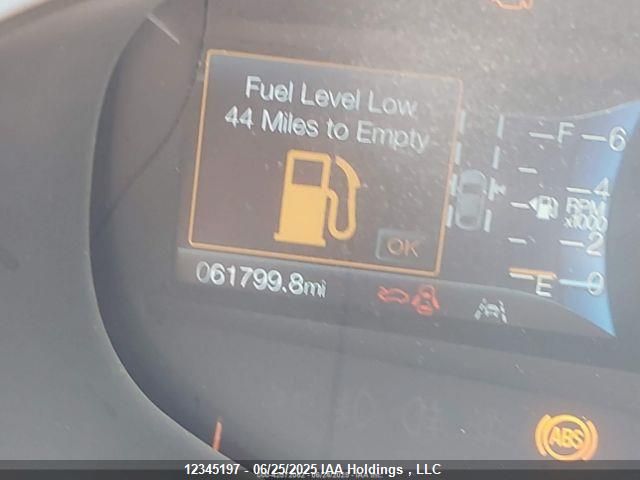 Fuel Level Low
44 Miles to Empty
OK
F 6
4
RPM
x1000
2
E 0
061799.8mi
ABS
12345197 - 06/25/2025 IAA Holdings , LLC